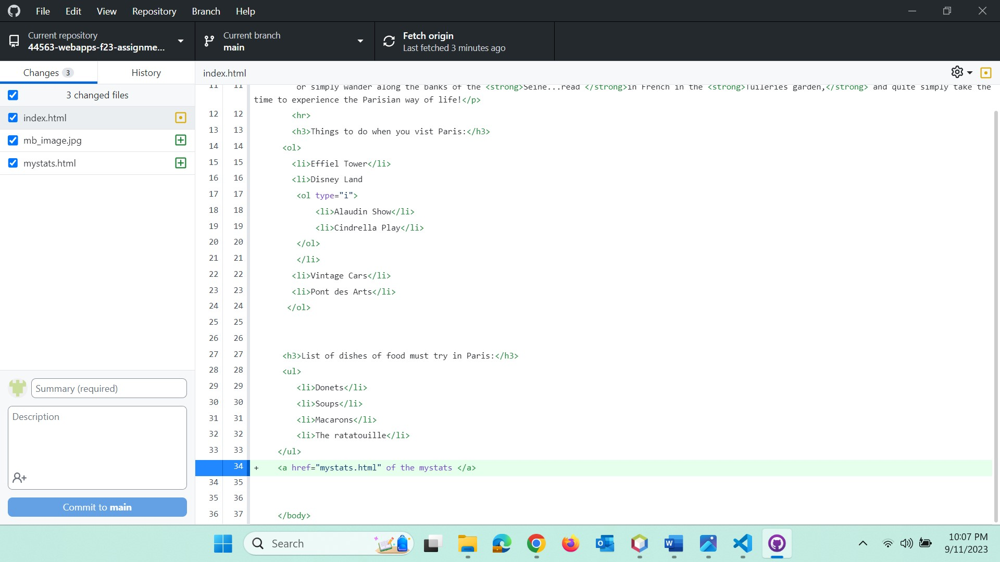 File Edit View Repository Branch Help
Current repository
44563-webapps-f23-assignme...
Current branch
main
Fetch origin
Last fetched 3 minutes ago
Changes 3
History
index.html
3 changed files
index.html
mb_image.jpg
mystats.html
Summary (required)
Description
Commit to main
11 11 or simply wander along the banks of the <strong>Seine...read </strong>in French in the <strong>Tuileries garden,</strong> and quite simply take the
time to experience the Parisian way of life!</p>
12 12 <hr>
13 13 <h3>Things to do when you vist Paris:</h3>
14 14 <ol>
15 15 <li>Effiel Tower</li>
16 16 <li>Disney Land
17 17 <ol type="i">
18 18 <li>Alaudin Show</li>
19 19 <li>Cindrella Play</li>
20 20 </ol>
21 21 </li>
22 22 <li>Vintage Cars</li>
23 23 <li>Pont des Arts</li>
24 24 </ol>
25 25
26 26
27 27 <h3>List of dishes of food must try in Paris:</h3>
28 28 <ul>
29 29 <li>Donets</li>
30 30 <li>Soups</li>
31 31 <li>Macarons</li>
32 32 <li>The ratatouille</li>
33 33 </ul>
34 + <a href="mystats.html" of the mystats </a>
34 35
35 36
36 37 </body>
Search
10:07 PM
9/11/2023